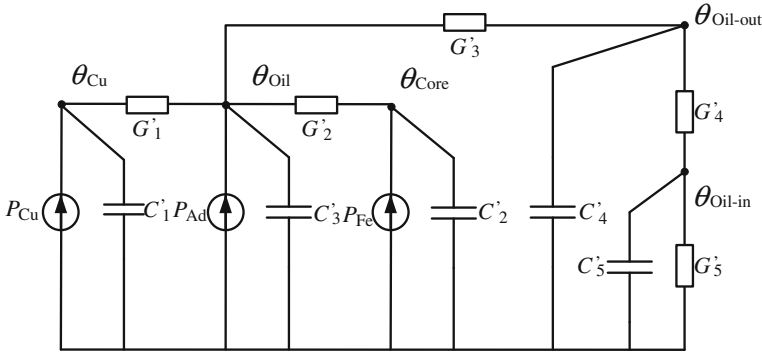 θOil-out
G'3
θCu
θOil
θCore
G'1
G'2
G'4
θOil-in
PCu
C'1
PAd
C'3
PFe
C'2
C'4
C'5
G'5